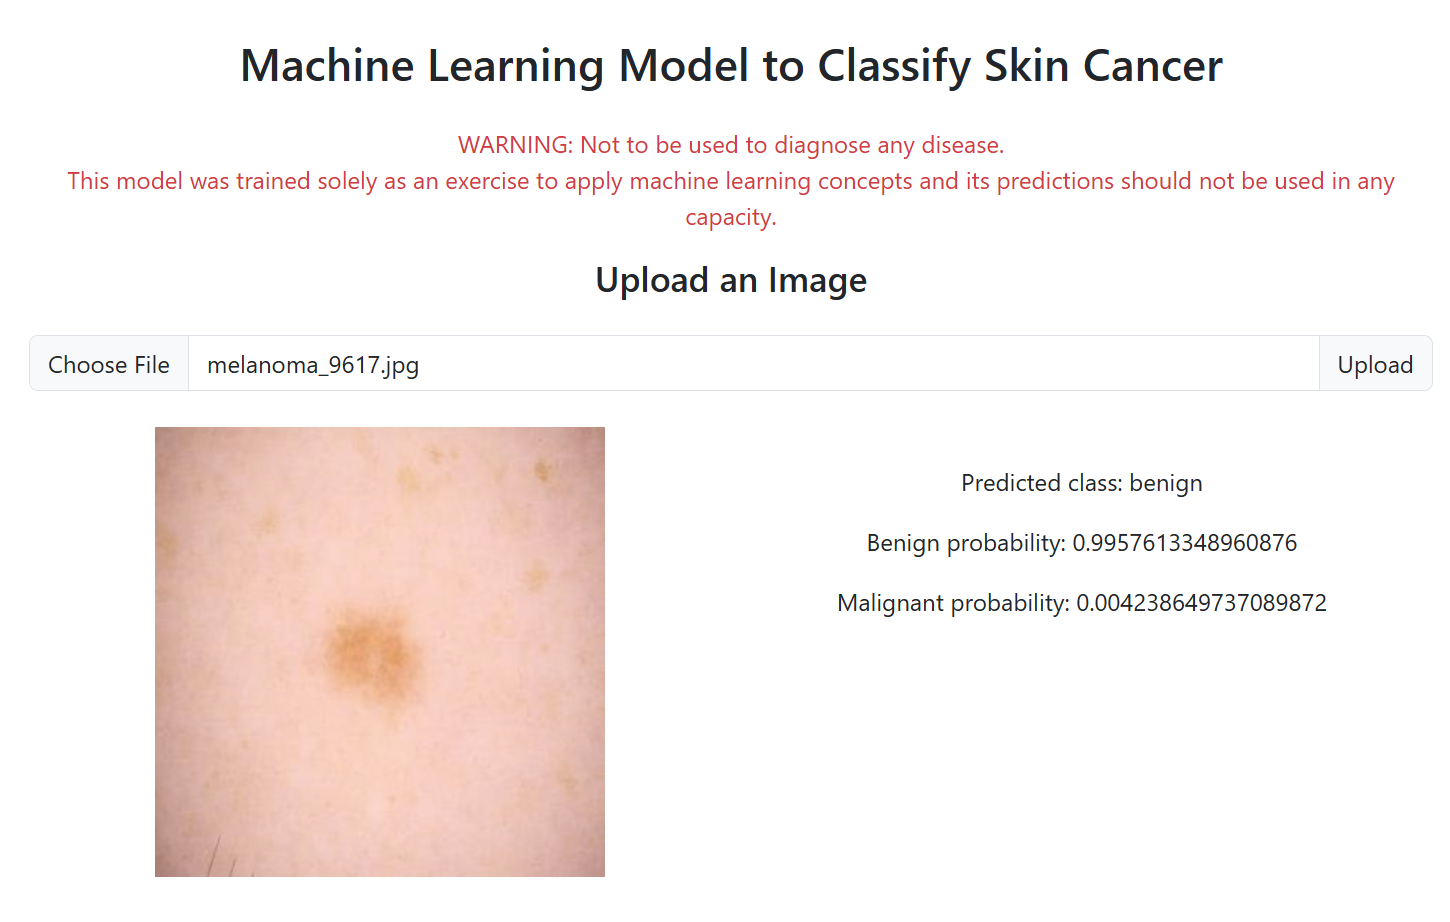 Machine Learning Model to Classify Skin Cancer
WARNING: Not to be used to diagnose any disease.
This model was trained solely as an exercise to apply machine learning concepts and its predictions should not be used in any
capacity.
Upload an Image
Choose File melanoma_9617.jpg Upload
Predicted class: benign
Benign probability: 0.9957613348960876
Malignant probability: 0.004238649737089872